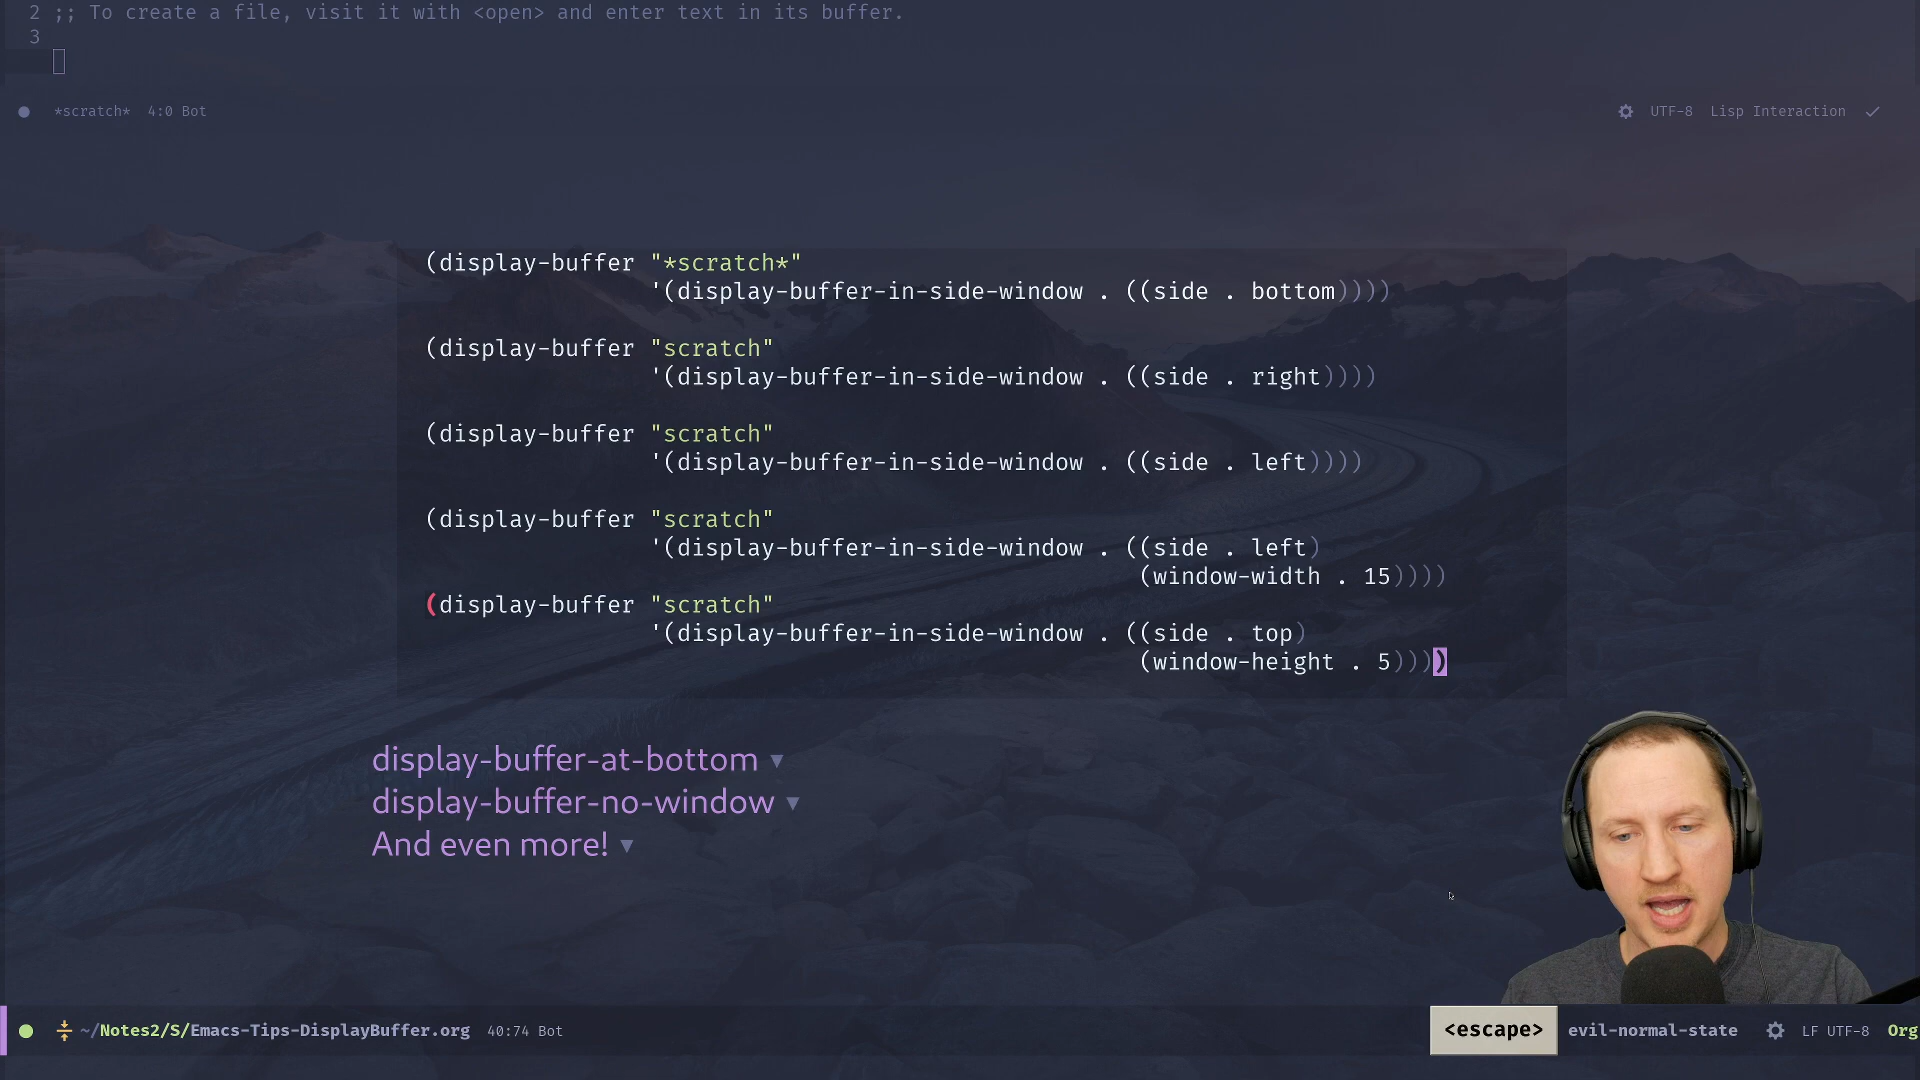 2 ;; To create a file, visit it with <open> and enter text in its buffer.
3
*scratch* 4:0 Bot UTF-8 Lisp Interaction
(display-buffer "*scratch*"
'(display-buffer-in-side-window . ((side . bottom))))
(display-buffer "scratch"
'(display-buffer-in-side-window . ((side . right))))
(display-buffer "scratch"
'(display-buffer-in-side-window . ((side . left))))
(display-buffer "scratch"
'(display-buffer-in-side-window . ((side . left)
(window-width . 15))))
(display-buffer "scratch"
'(display-buffer-in-side-window . ((side . top)
(window-height . 5))))
display-buffer-at-bottom ▾
display-buffer-no-window ▾
And even more! ▾
~/Notes2/S/Emacs-Tips-DisplayBuffer.org 40:74 Bot <escape> evil-normal-state LF UTF-8 Org